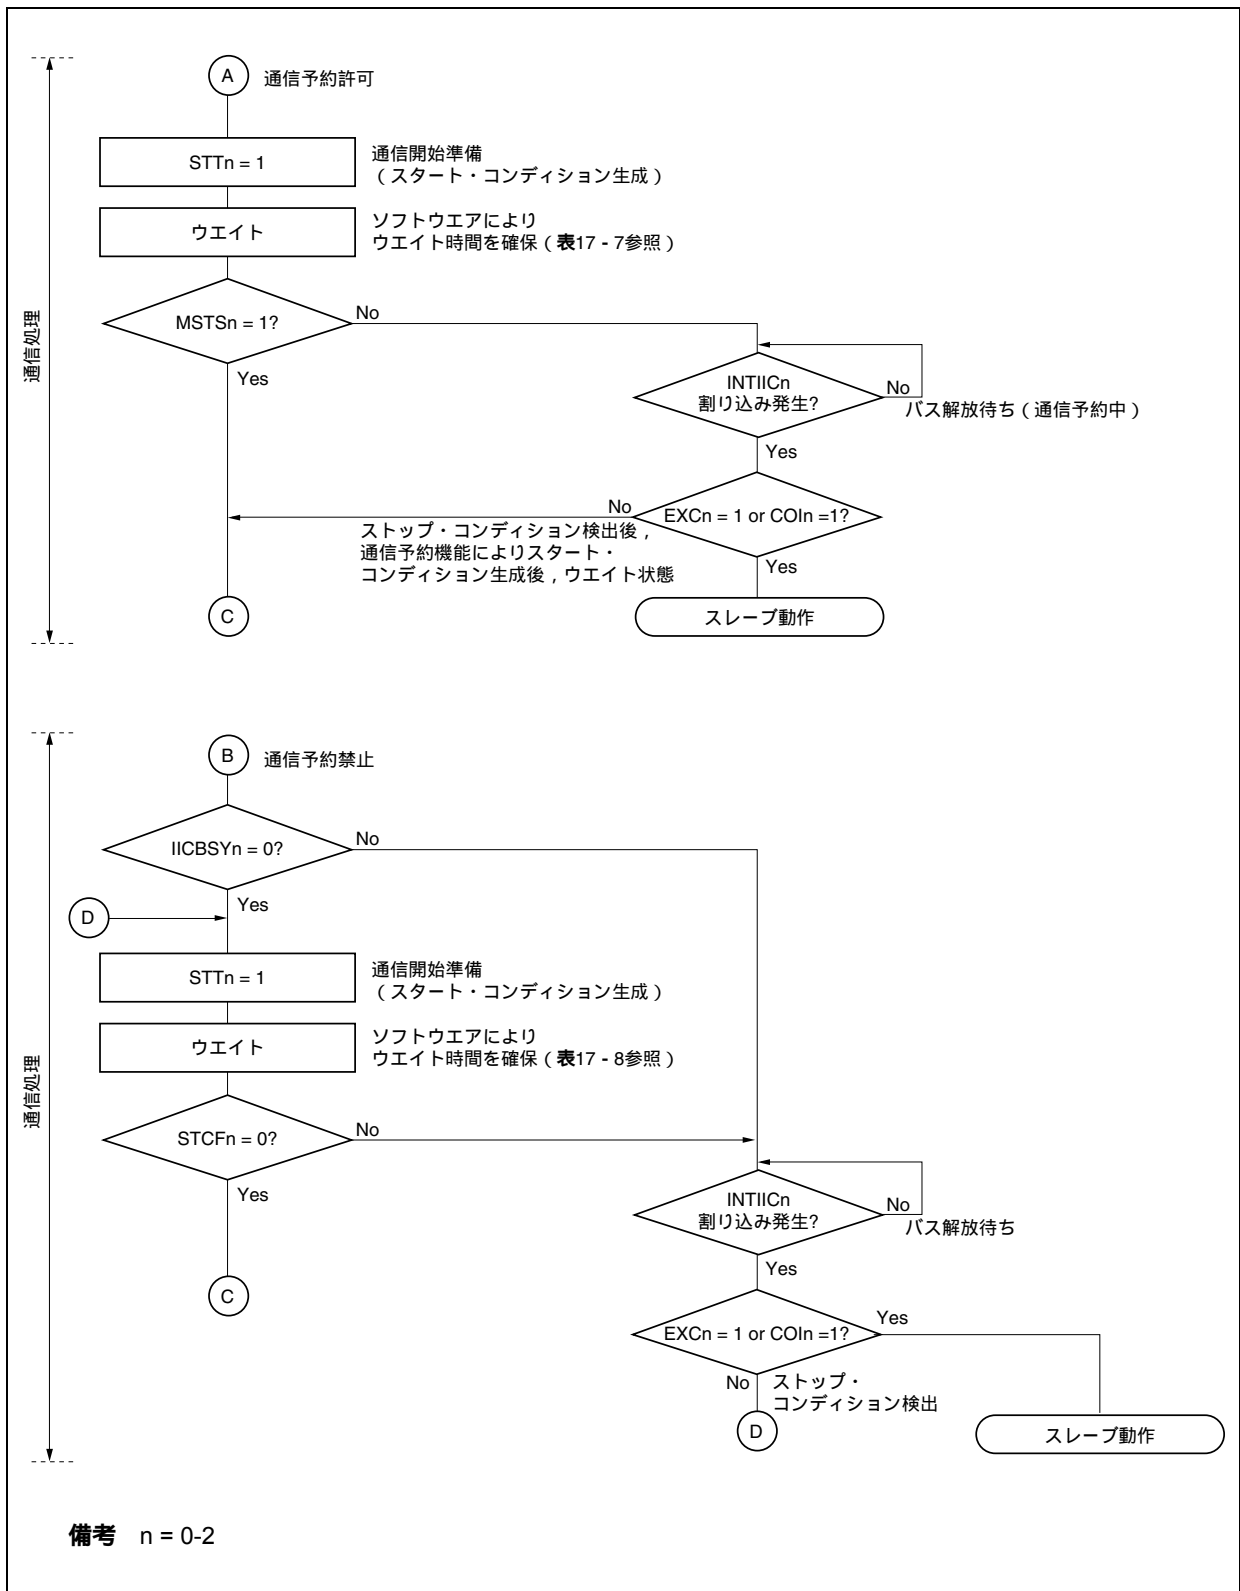 A 通信予約許可
STTn = 1
通信開始準備
（スタート・コンディション生成）
ウエイト
ソフトウエアにより
ウエイト時間を確保（表17 - 7参照）
MSTSn = 1?
No
Yes
INTIICn
割り込み発生?
No
バス解放待ち（通信予約中）
Yes
EXCn = 1 or COIn =1?
No
ストップ・コンディション検出後，
通信予約機能によりスタート・
コンディション生成後，ウエイト状態
Yes
スレーブ動作
C
通信処理
B 通信予約禁止
IICBSYn = 0?
No
Yes
D
STTn = 1
通信開始準備
（スタート・コンディション生成）
ウエイト
ソフトウエアにより
ウエイト時間を確保（表17 - 8参照）
STCFn = 0?
No
Yes
INTIICn
割り込み発生?
No
バス解放待ち
Yes
C
EXCn = 1 or COIn =1?
Yes
No
ストップ・
コンディション検出
D
スレーブ動作
通信処理
備考 n = 0-2